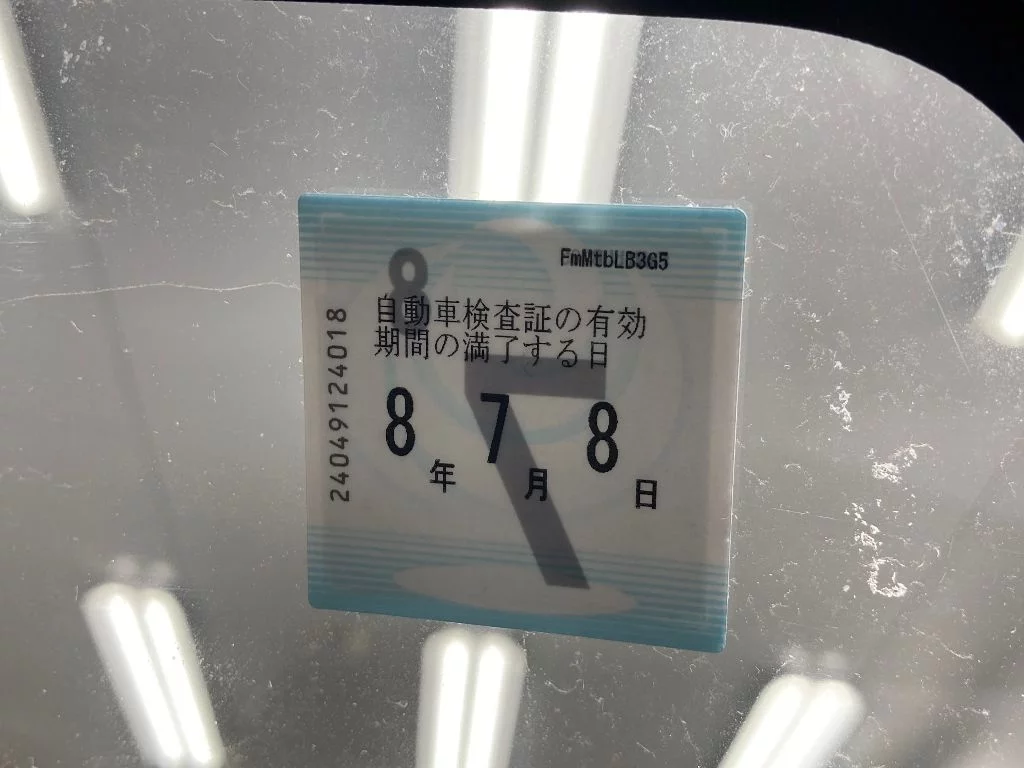 8
FmMtbLB3G5
自動車検査証の有効
期間の満了する日
8年 7月 8日
7
24049124018